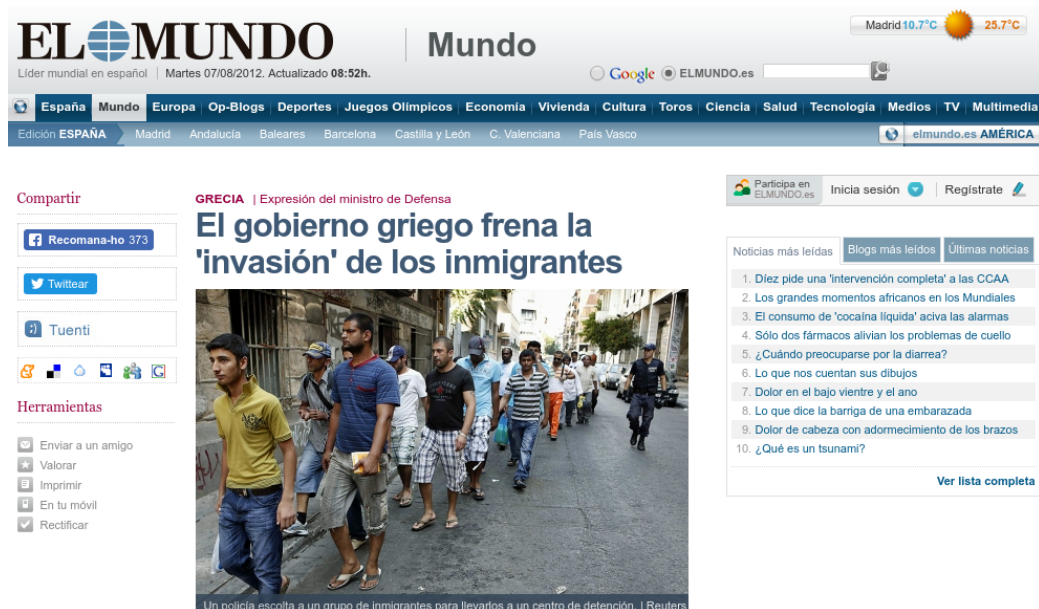 EL MUNDO
Mundo
Madrid 10.7°C 25.7°C
Líder mundial en español | Martes 07/08/2012. Actualizado 08:52h.
Google ELMUNDO.es
España Mundo Europa Op-Blogs Deportes Juegos Olímpicos Economía Vivienda Cultura Toros Ciencia Salud Tecnología Medios TV Multimedia
Edición ESPAÑA Madrid Andalucía Baleares Barcelona Castilla y León C. Valenciana País Vasco
elmundo.es AMÉRICA
Compartir
Recomana-ho 373
Twittear
Tuenti
G
Herramientas
Enviar a un amigo
Valorar
Imprimir
En tu móvil
Rectificar
GRECIA | Expresión del ministro de Defensa
El gobierno griego frena la
'invasión' de los inmigrantes
Un policía escolta a un grupo de inmigrantes para llevarlos a un centro de detención. | Reuters
Participa en
ELMUNDO.es
Inicia sesión | Regístrate
Noticias más leídas Blogs más leídos Últimas noticias
1. Díez pide una 'intervención completa' a las CCAA
2. Los grandes momentos africanos en los Mundiales
3. El consumo de 'cocaína líquida' aciva las alarmas
4. Sólo dos fármacos alivian los problemas de cuello
5. ¿Cuándo preocuparse por la diarrea?
6. Lo que nos cuentan sus dibujos
7. Dolor en el bajo vientre y el ano
8. Lo que dice la barriga de una embarazada
9. Dolor de cabeza con adormecimiento de los brazos
10. ¿Qué es un tsunami?
Ver lista completa